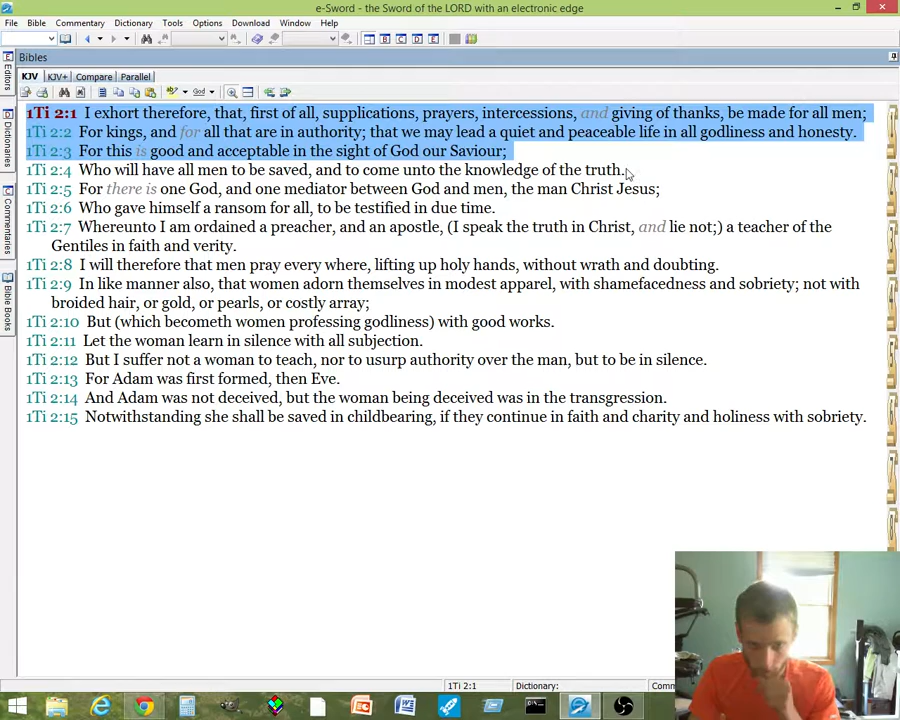 e-Sword - the Sword of the LORD with an electronic edge
File Bible Commentary Dictionary Tools Options Download Window Help
B C D E
Bibles
KJV KJV+ Compare Parallel
God
Editors
Dictionaries
Commentaries
Bible Books
1Ti 2:1 I exhort therefore, that, first of all, supplications, prayers, intercessions, and giving of thanks, be made for all men;
1Ti 2:2 For kings, and for all that are in authority; that we may lead a quiet and peaceable life in all godliness and honesty.
1Ti 2:3 For this is good and acceptable in the sight of God our Saviour;
1Ti 2:4 Who will have all men to be saved, and to come unto the knowledge of the truth.
1Ti 2:5 For there is one God, and one mediator between God and men, the man Christ Jesus;
1Ti 2:6 Who gave himself a ransom for all, to be testified in due time.
1Ti 2:7 Whereunto I am ordained a preacher, and an apostle, (I speak the truth in Christ, and lie not;) a teacher of the
Gentiles in faith and verity.
1Ti 2:8 I will therefore that men pray every where, lifting up holy hands, without wrath and doubting.
1Ti 2:9 In like manner also, that women adorn themselves in modest apparel, with shamefacedness and sobriety; not with
broided hair, or gold, or pearls, or costly array;
1Ti 2:10 But (which becometh women professing godliness) with good works.
1Ti 2:11 Let the woman learn in silence with all subjection.
1Ti 2:12 But I suffer not a woman to teach, nor to usurp authority over the man, but to be in silence.
1Ti 2:13 For Adam was first formed, then Eve.
1Ti 2:14 And Adam was not deceived, but the woman being deceived was in the transgression.
1Ti 2:15 Notwithstanding she shall be saved in childbearing, if they continue in faith and charity and holiness with sobriety.
1Ti 2:1 Dictionary: Comm